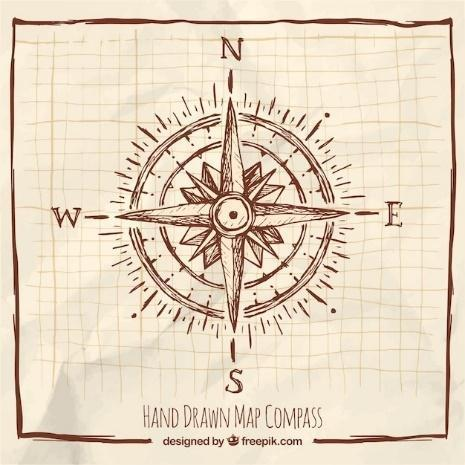 N
W E
S
HAND DRAWN MAP COMPASS
designed by freepik.com